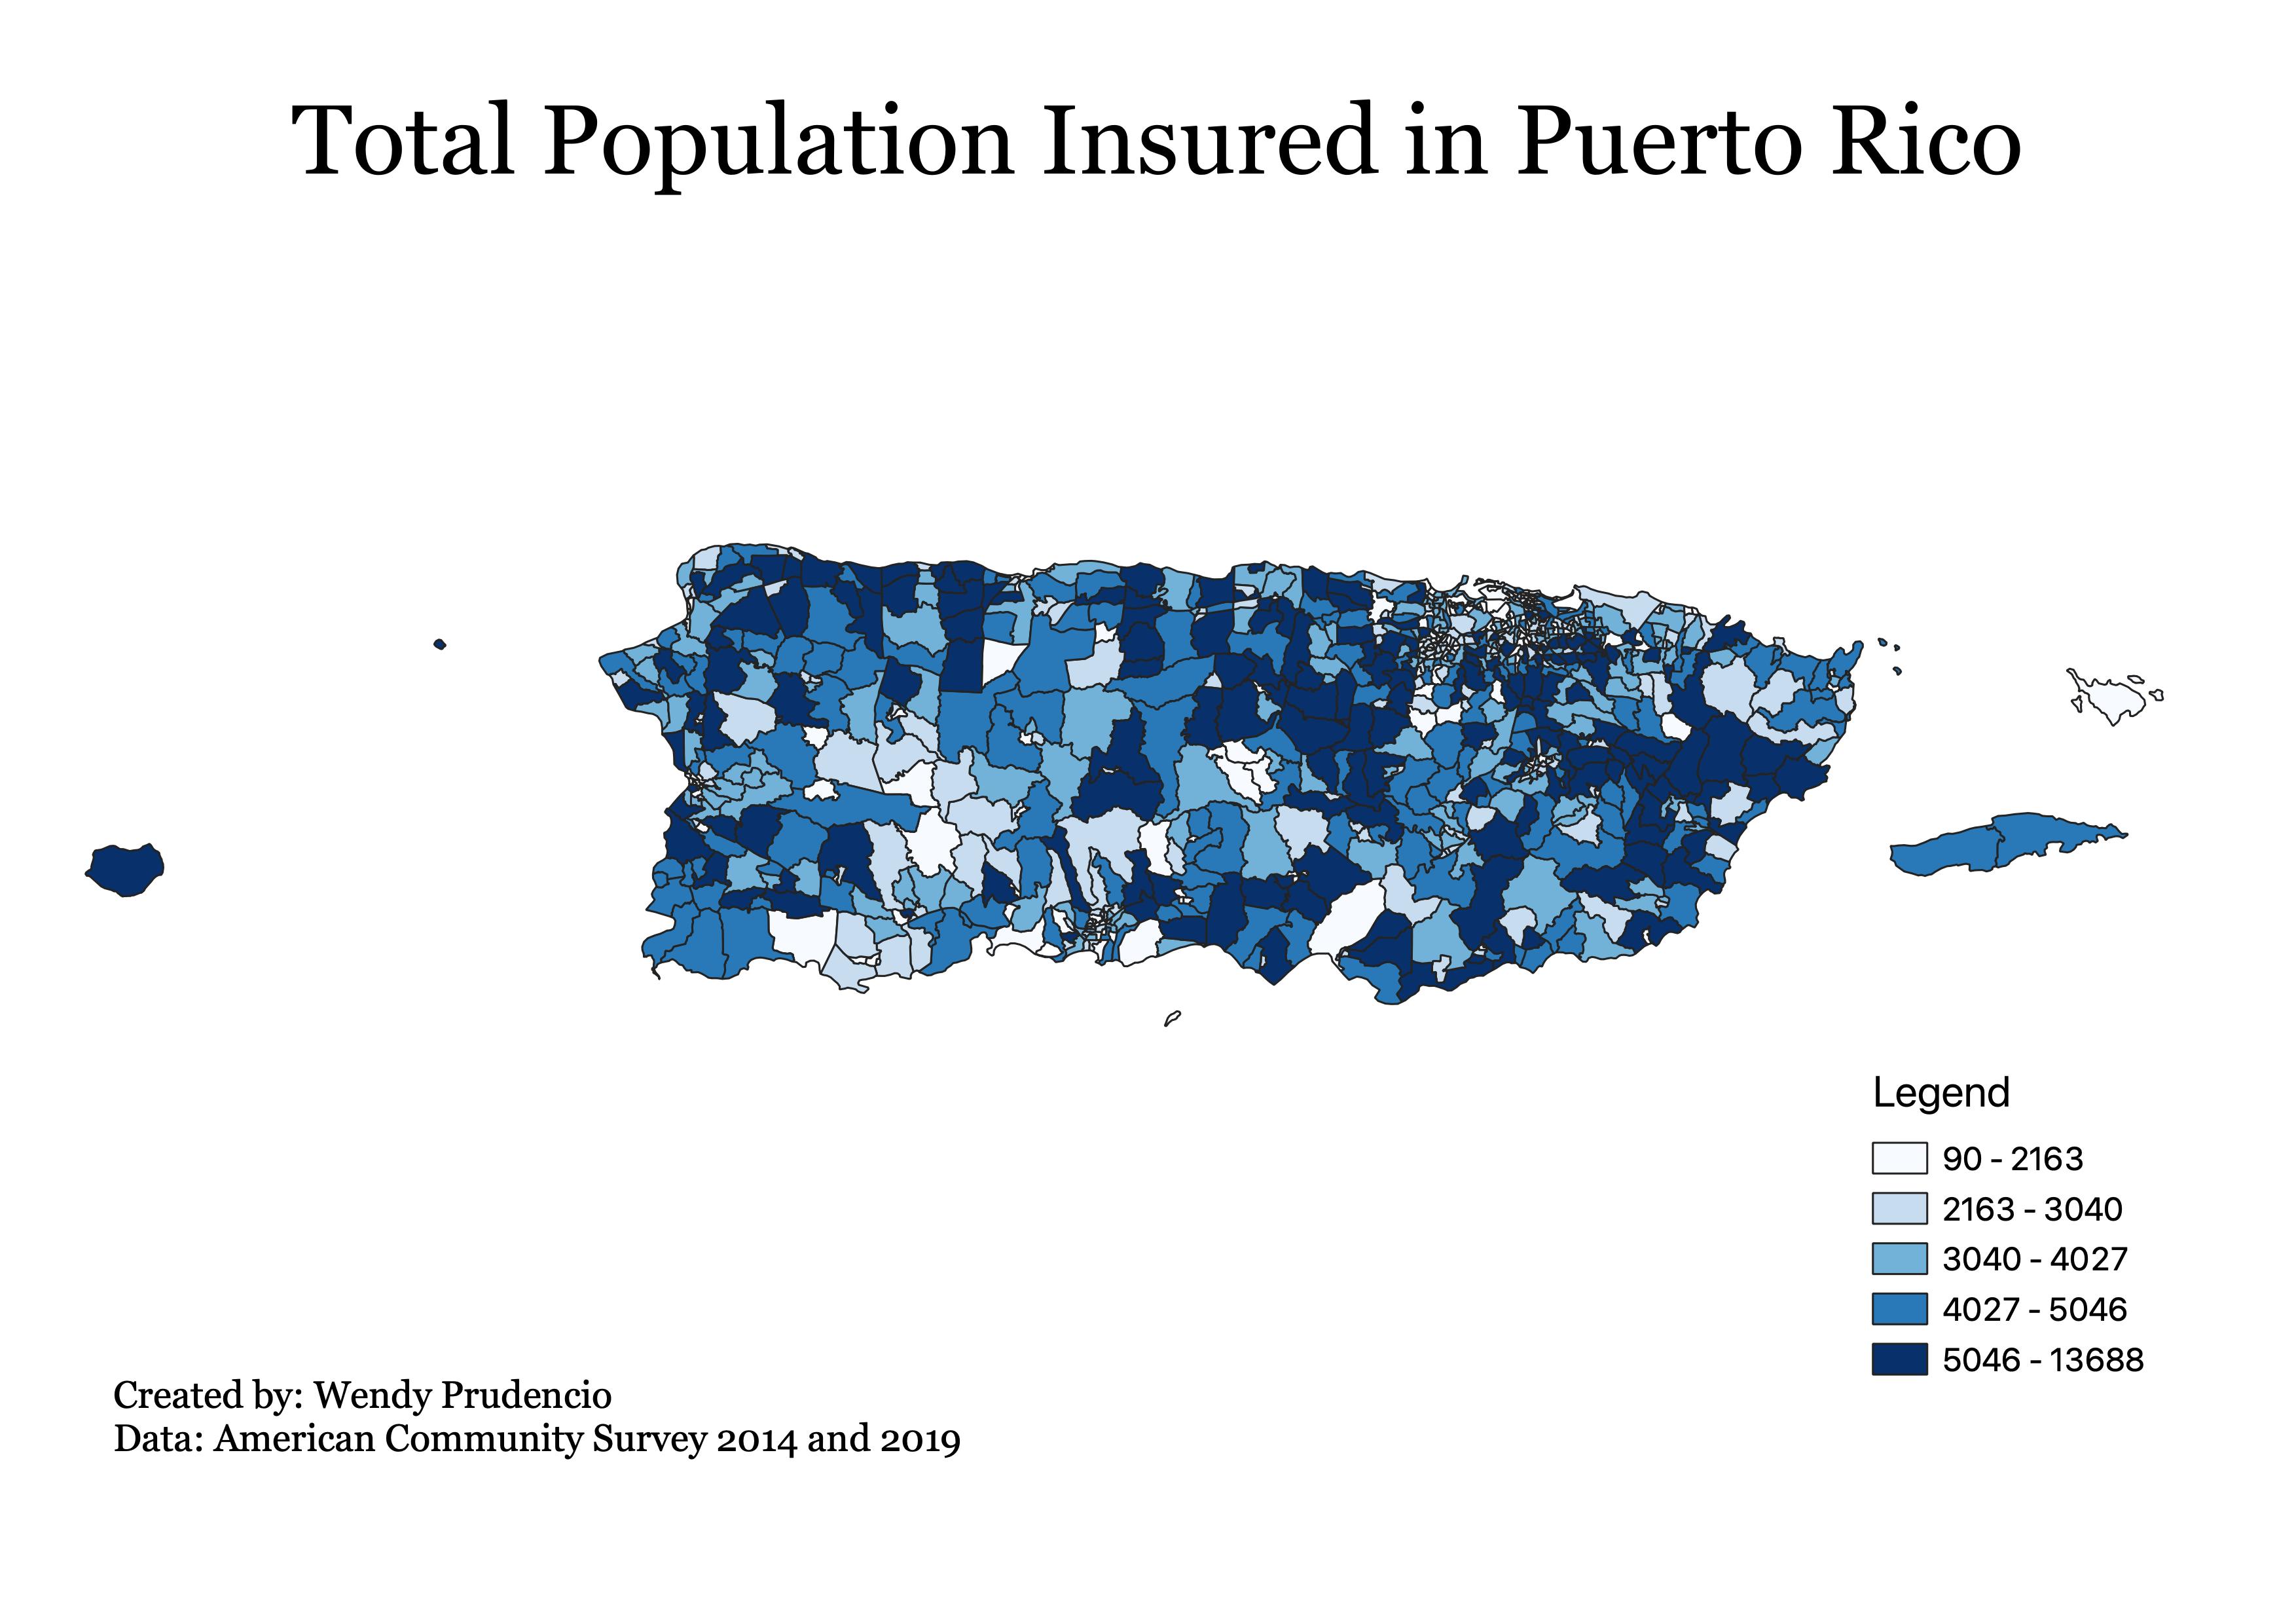 Total Population Insured in Puerto Rico
Legend
90 - 2163
2163 - 3040
3040 - 4027
4027 - 5046
5046 - 13688
Created by: Wendy Prudencio
Data: American Community Survey 2014 and 2019